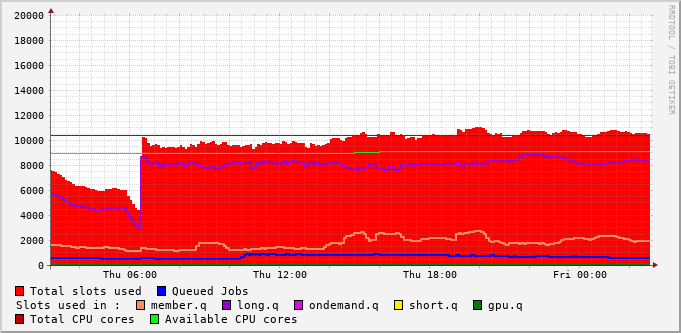 20000
18000
16000
14000
12000
10000
8000
6000
4000
2000
0
Thu 06:00 Thu 12:00 Thu 18:00 Fri 00:00
Total slots used Queued Jobs
Slots used in : member.q long.q ondemand.q short.q gpu.q
Total CPU cores Available CPU cores
RRDTOOL / TOBI OETIKER